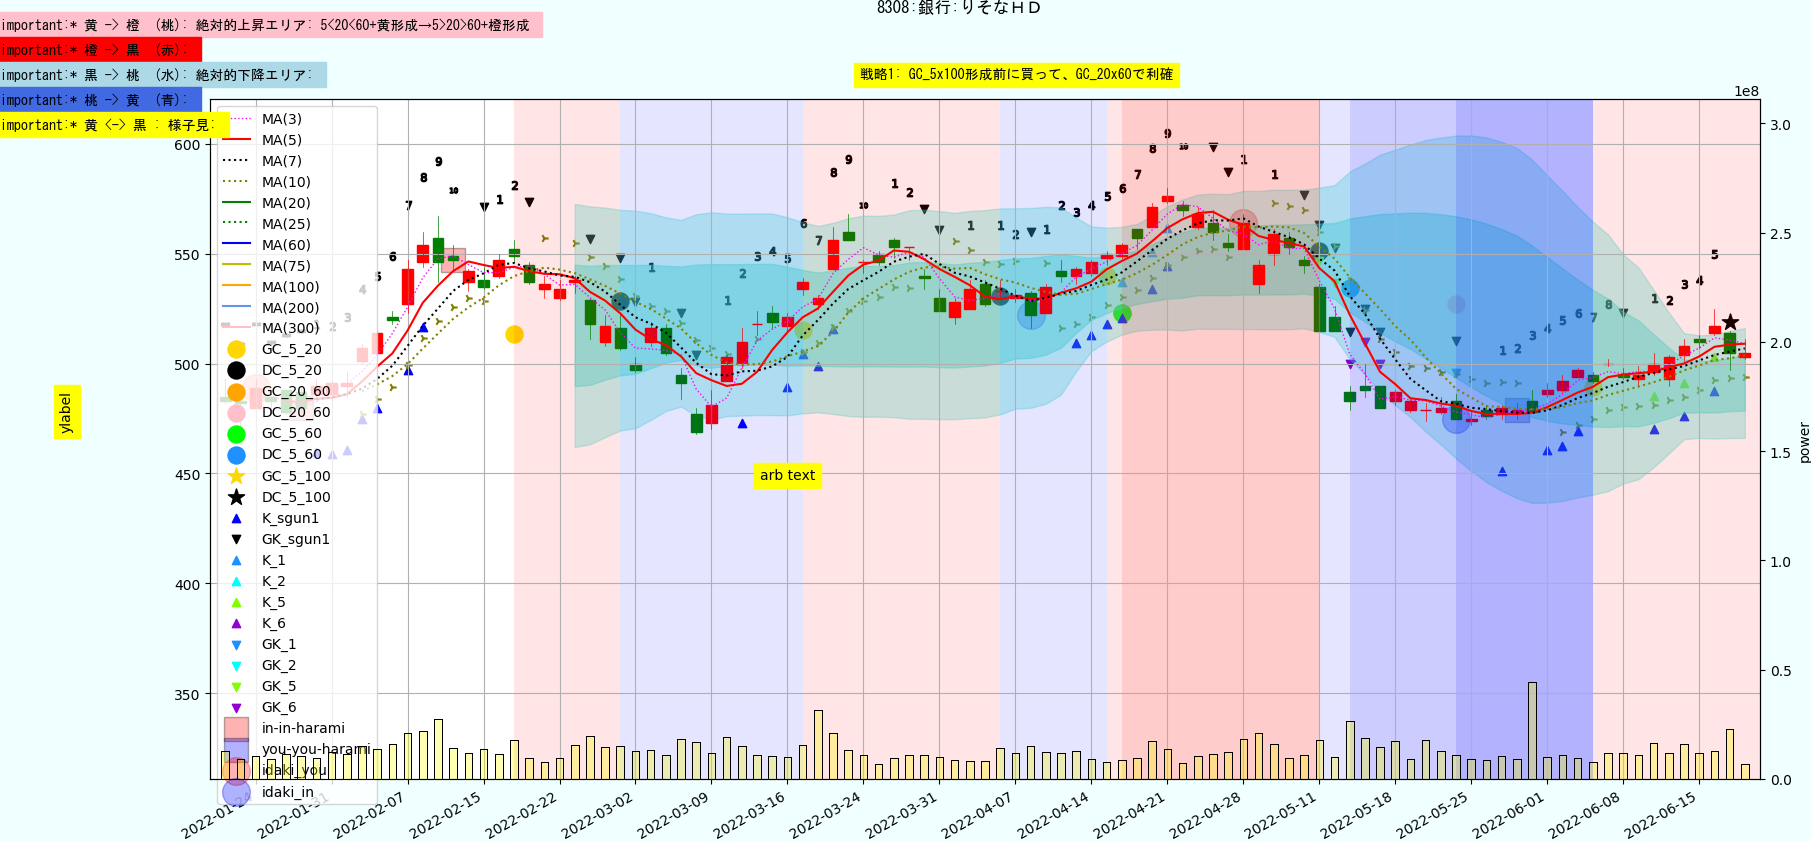 8308:銀行:りそなＨＤ
important:* 黄 -> 橙 （桃）: 絶対的上昇エリア: 5<20<60+黄形成→5>20>60+橙形成
important:* 橙 -> 黒 （赤）:
important:* 黒 -> 桃 （水）: 絶対的下降エリア:
戦略1: GC_5x100形成前に買って、GC_20x60で利確
important:* 桃 -> 黄 （青）:
important:* 黄 <-> 黒 : 様子見:
1e8
MA(3)
MA(5)
MA(7)
MA(10)
MA(20)
MA(25)
MA(60)
MA(75)
MA(100)
MA(200)
MA(300)
GC_5_20
DC_5_20
GC_20_60
DC_20_60
GC_5_60
DC_5_60
GC_5_100
DC_5_100
K_sgun1
GK_sgun1
K_1
K_2
K_5
K_6
GK_1
GK_2
GK_5
GK_6
in-in-harami
you-you-harami
idaki_you
idaki_in
600
550
500
450
400
350
ylabel
arb text
3.0
2.5
2.0
1.5
1.0
0.5
0.0
power
2022-01-24
2022-01-31
2022-02-07
2022-02-15
2022-02-22
2022-03-02
2022-03-09
2022-03-16
2022-03-24
2022-03-31
2022-04-07
2022-04-14
2022-04-21
2022-04-28
2022-05-11
2022-05-18
2022-05-25
2022-06-01
2022-06-08
2022-06-15